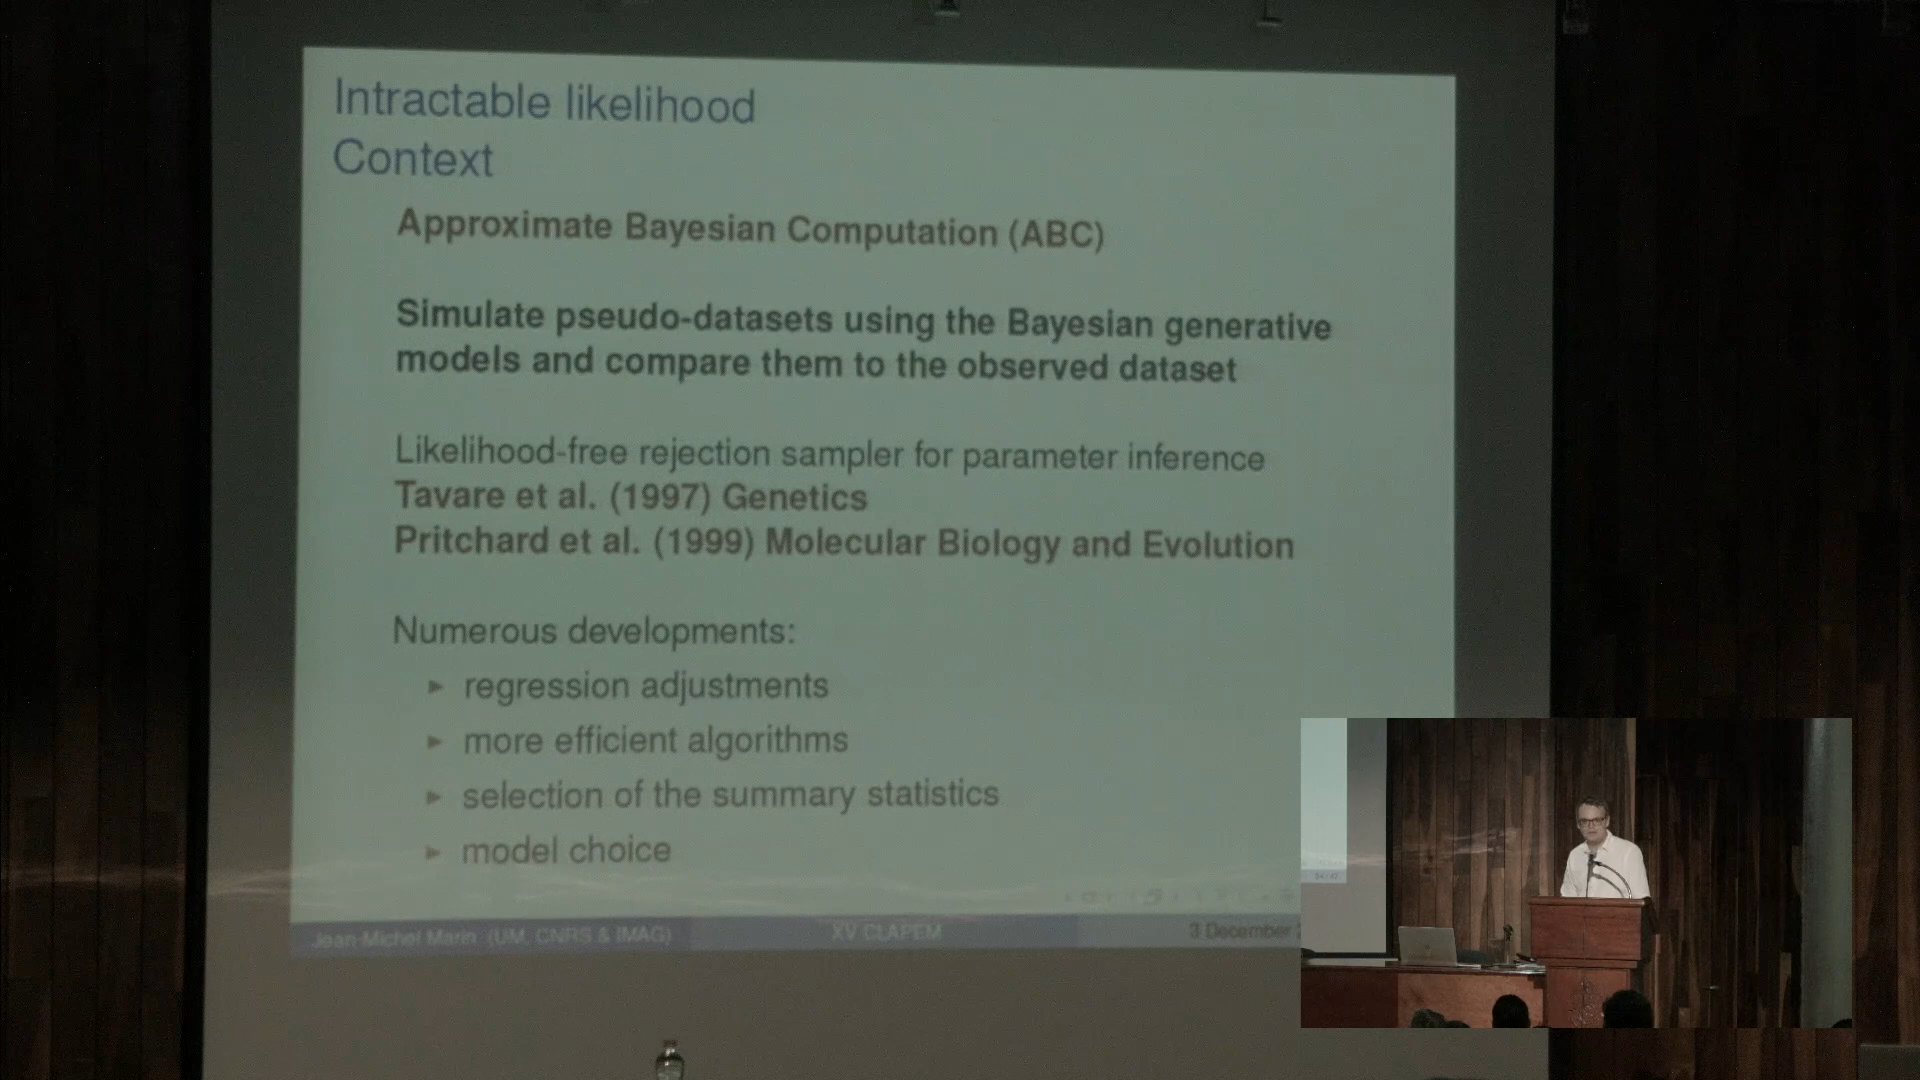 Intractable likelihood
Context
Approximate Bayesian Computation (ABC)
Simulate pseudo-datasets using the Bayesian generative
models and compare them to the observed dataset
Likelihood-free rejection sampler for parameter inference
Tavare et al. (1997) Genetics
Pritchard et al. (1999) Molecular Biology and Evolution
Numerous developments:
► regression adjustments
► more efficient algorithms
► selection of the summary statistics
► model choice
Jean-Michel Marin (UM, CNRS & IMAG) XV CLAPEM 3 December